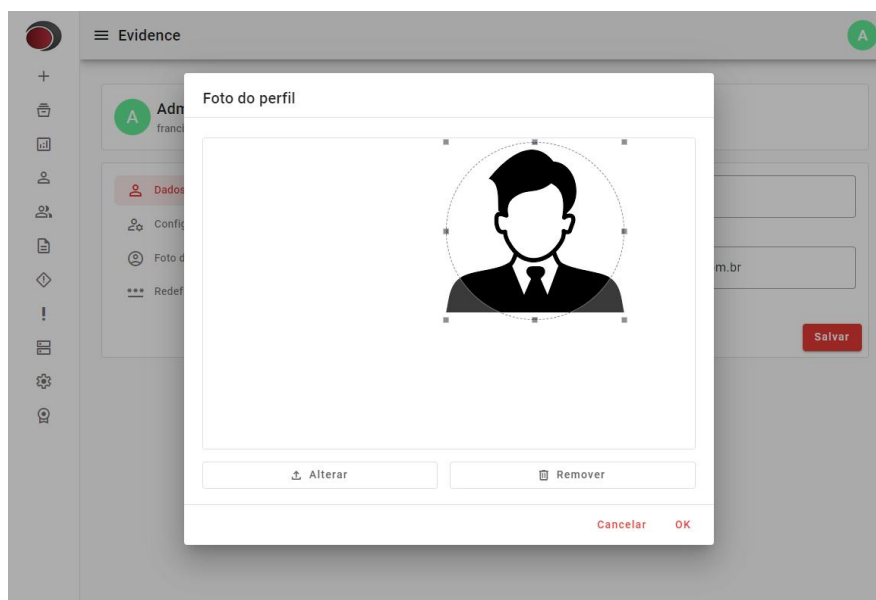 Evidence
A
Foto do perfil
A
Adm
franci
Dados
Config
Foto d
Redef
m.br
Salvar
Alterar
Remover
Cancelar
OK